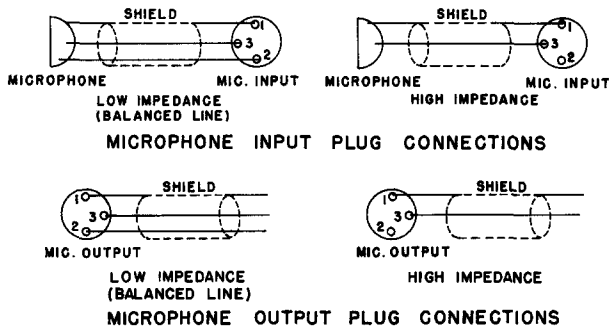 SHIELD SHIELD
1 1
3 3
2 2
MICROPHONE MIC. INPUT MICROPHONE MIC. INPUT
LOW IMPEDANCE HIGH IMPEDANCE
(BALANCED LINE)
MICROPHONE INPUT PLUG CONNECTIONS
SHIELD SHIELD
1 1
3 3
2 2
MIC. OUTPUT MIC. OUTPUT
LOW IMPEDANCE HIGH IMPEDANCE
(BALANCED LINE)
MICROPHONE OUTPUT PLUG CONNECTIONS